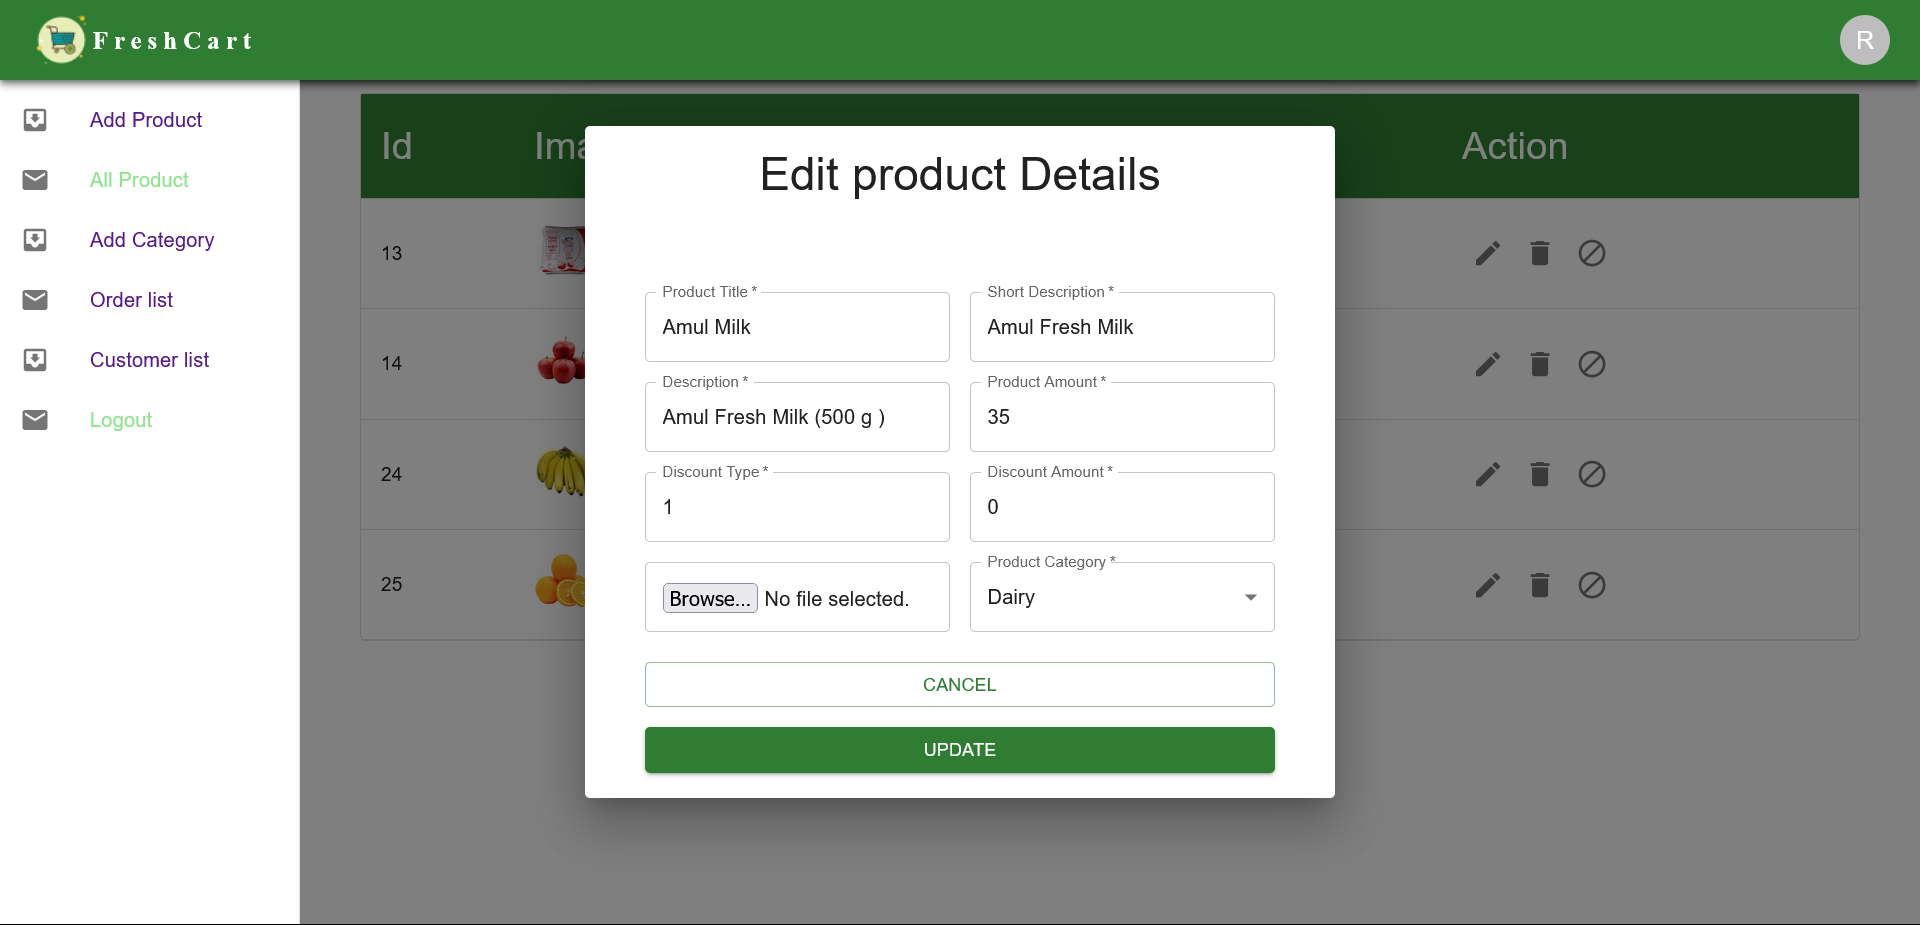 FreshCart
R
Add Product
All Product
Add Category
Order list
Customer list
Logout
Id
Ima
Action
13
14
24
25
Edit product Details
Product Title *
Amul Milk
Short Description *
Amul Fresh Milk
Description *
Amul Fresh Milk (500 g )
Product Amount *
35
Discount Type *
1
Discount Amount *
0
Browse... No file selected.
Product Category *
Dairy
CANCEL
UPDATE